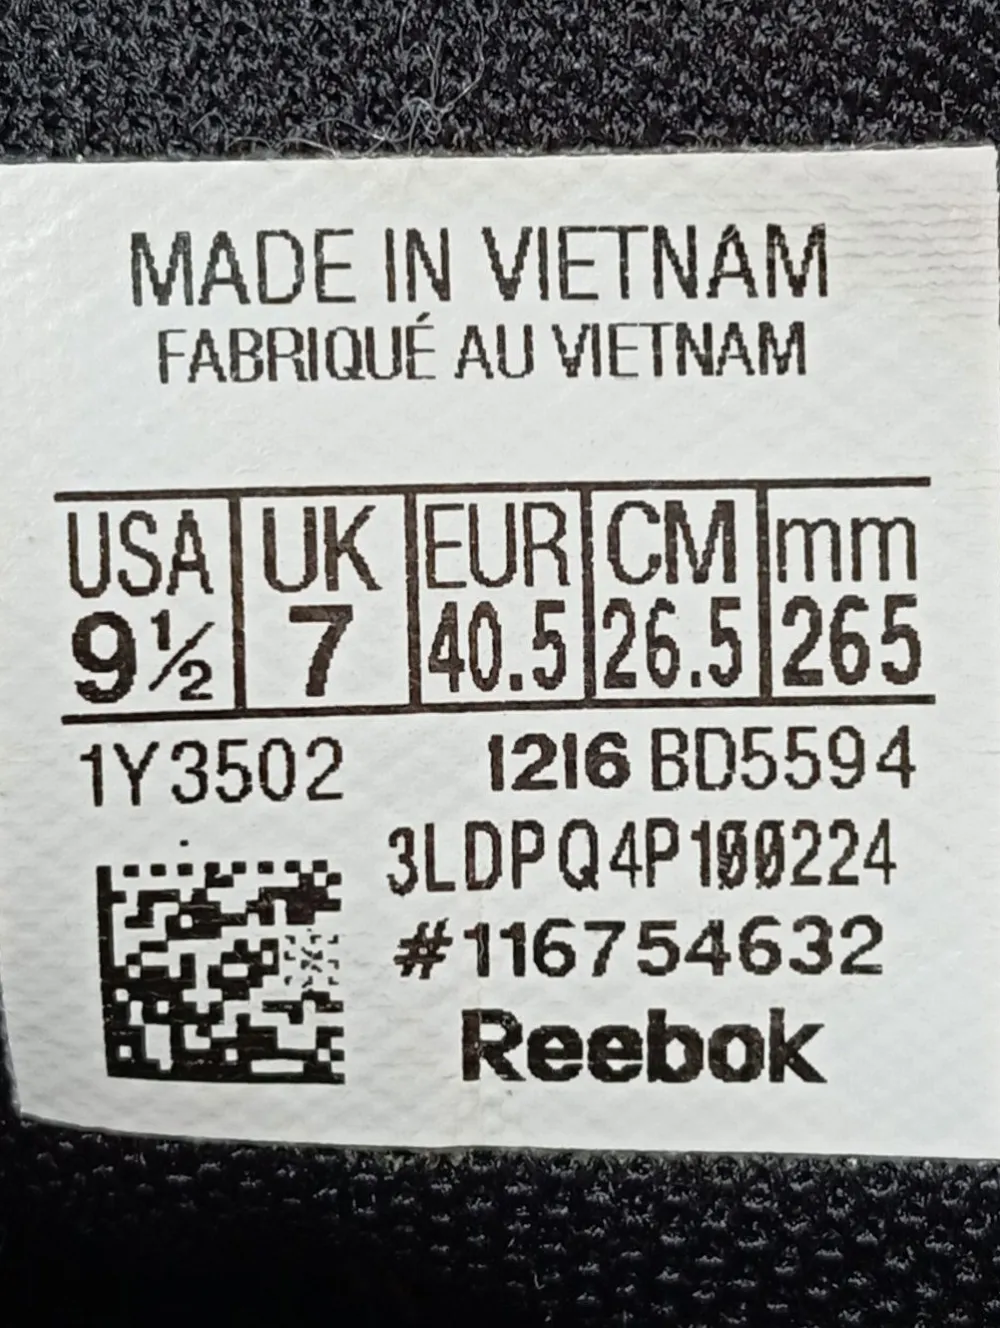 MADE IN VIETNAM
FABRIQUÉ AU VIETNAM
USA UK EUR CM mm
9½ 7 40.5 26.5 265
1Y3502 1216 BD5594
3LDPQ4P100224
#116754632
Reebok